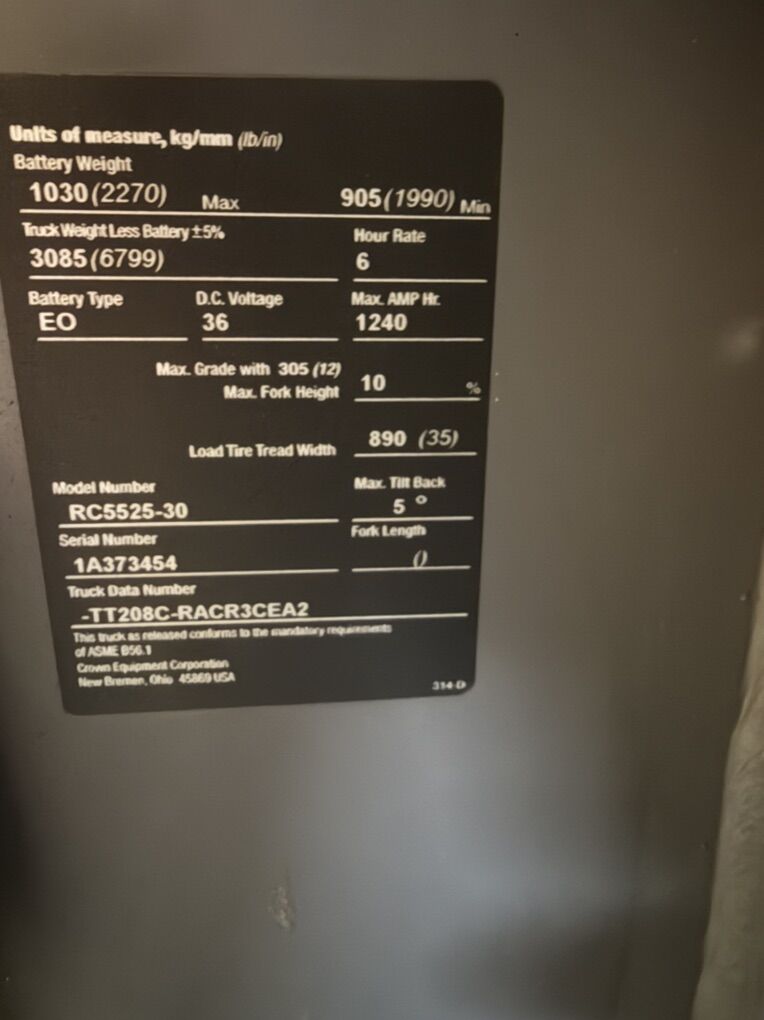 Units of measure, kg/mm (lb/in)
Battery Weight
1030(2270) Max 905(1990) Min
Truck Weight Less Battery ±5% Hour Rate
3085(6799) 6
Battery Type D.C. Voltage Max. AMP Hr.
EO 36 1240
Max. Grade with 305 (12)
Max. Fork Height 10 %
Load Tire Tread Width 890 (35)
Model Number Max. Tilt Back
RC5525-30 5 °
Serial Number Fork Length
1A373454 ()
Truck Data Number
-TT208C-RACR3CEA2
This truck as released conforms to the mandatory requirements
of ASME B56.1
Crown Equipment Corporation
New Bremen, Ohio 45869 USA
314-D